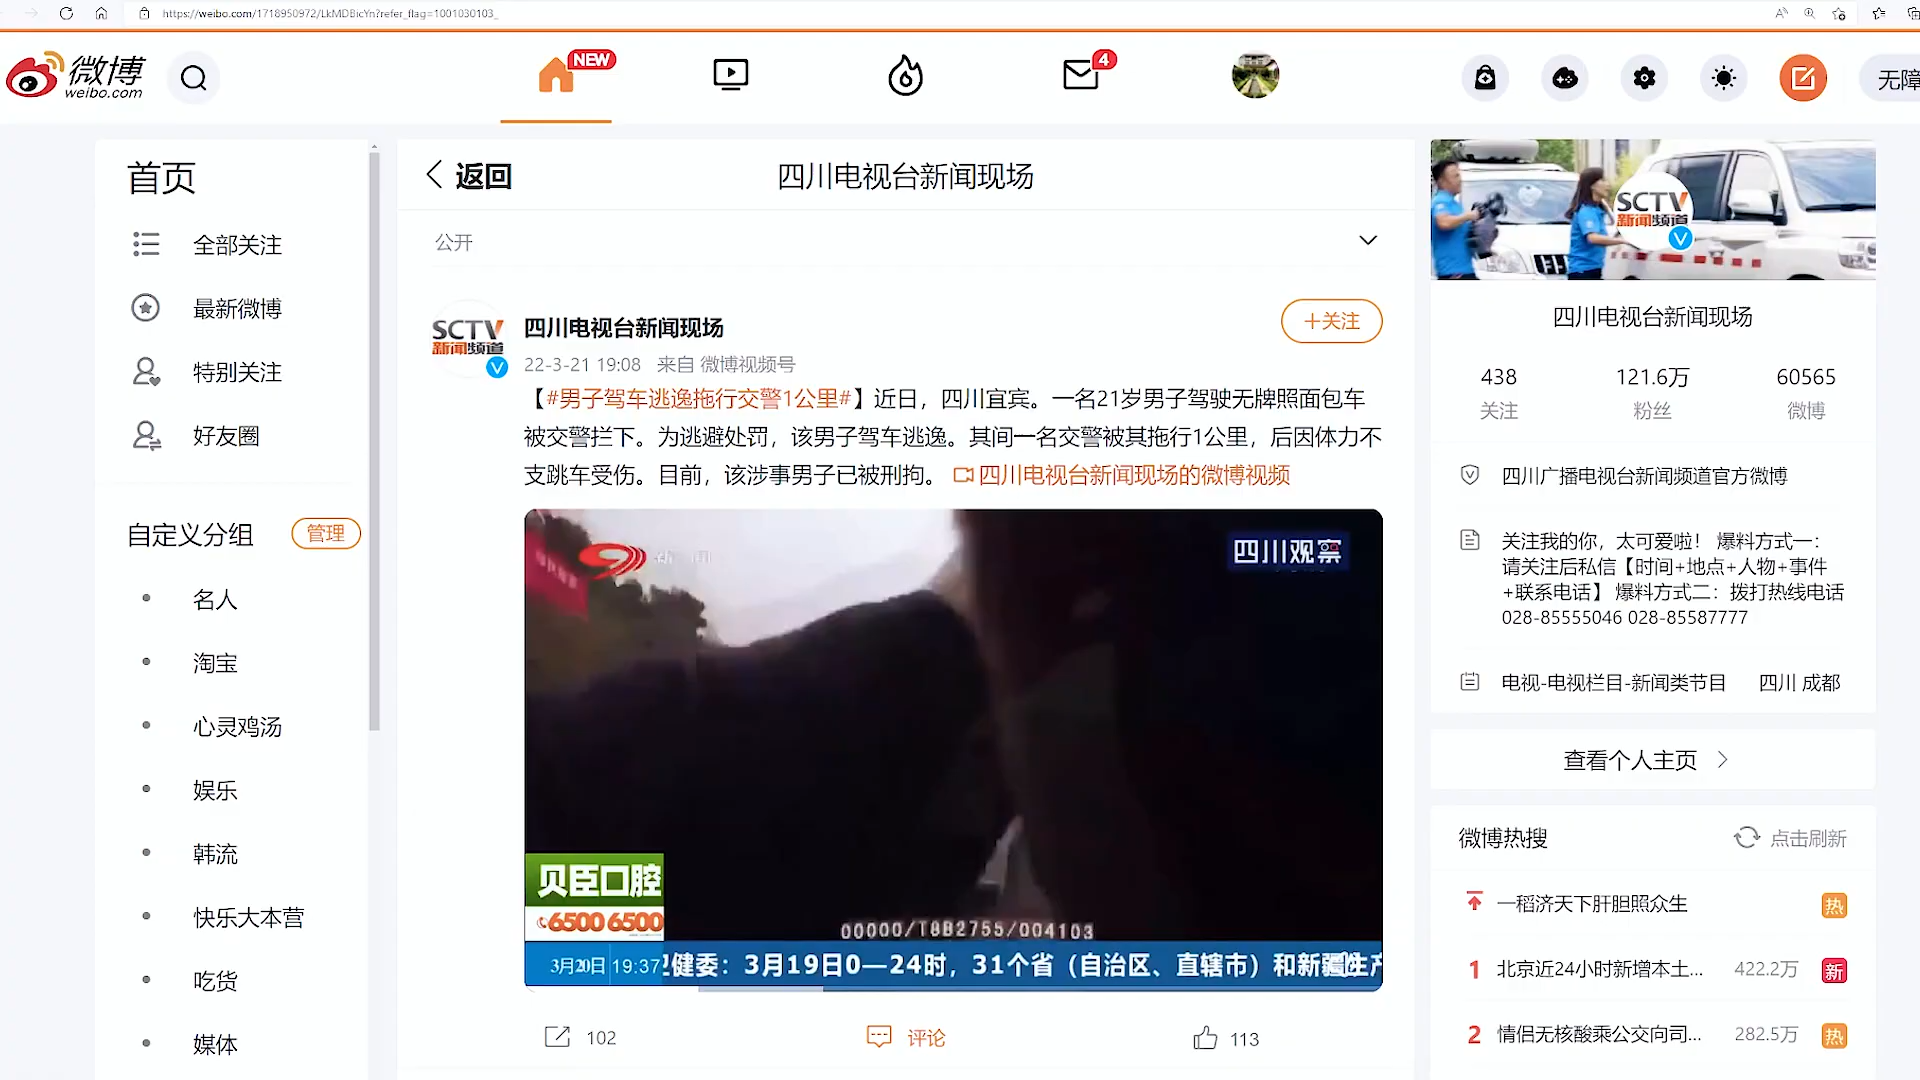 https://weibo.com/1718950972/LkMDBicYn?refer_flag=1001030103_
微博
weibo.com
NEW
4
无障
首页
全部关注
最新微博
特别关注
好友圈
自定义分组
管理
名人
淘宝
心灵鸡汤
娱乐
韩流
快乐大本营
吃货
媒体
返回
四川电视台新闻现场
公开
SCTV
新闻频道
四川电视台新闻现场
+关注
22-3-21 19:08 来自 微博视频号
【#男子驾车逃逸拖行交警1公里#】近日，四川宜宾。一名21岁男子驾驶无牌照面包车
被交警拦下。为逃避处罚，该男子驾车逃逸。其间一名交警被其拖行1公里，后因体力不
支跳车受伤。目前，该涉事男子已被刑拘。 四川电视台新闻现场的微博视频
新闻
四川观察
贝臣口腔
6500 6500
00000/T8B2755/004103
3月20日 19:37
卫健委：3月19日0—24时，31个省（自治区、直辖市）和新疆生产
102
评论
113
SCTV
新闻频道
四川电视台新闻现场
438
关注
121.6万
粉丝
60565
微博
四川广播电视台新闻频道官方微博
关注我的你，太可爱啦！ 爆料方式一：
请关注后私信【时间+地点+人物+事件
+联系电话】 爆料方式二：拨打热线电话
028-85555046 028-85587777
电视-电视栏目-新闻类节目 四川 成都
查看个人主页
微博热搜
点击刷新
一稻济天下肝胆照众生 热
1 北京近24小时新增本土... 422.2万 新
2 情侣无核酸乘公交向司... 282.5万 热